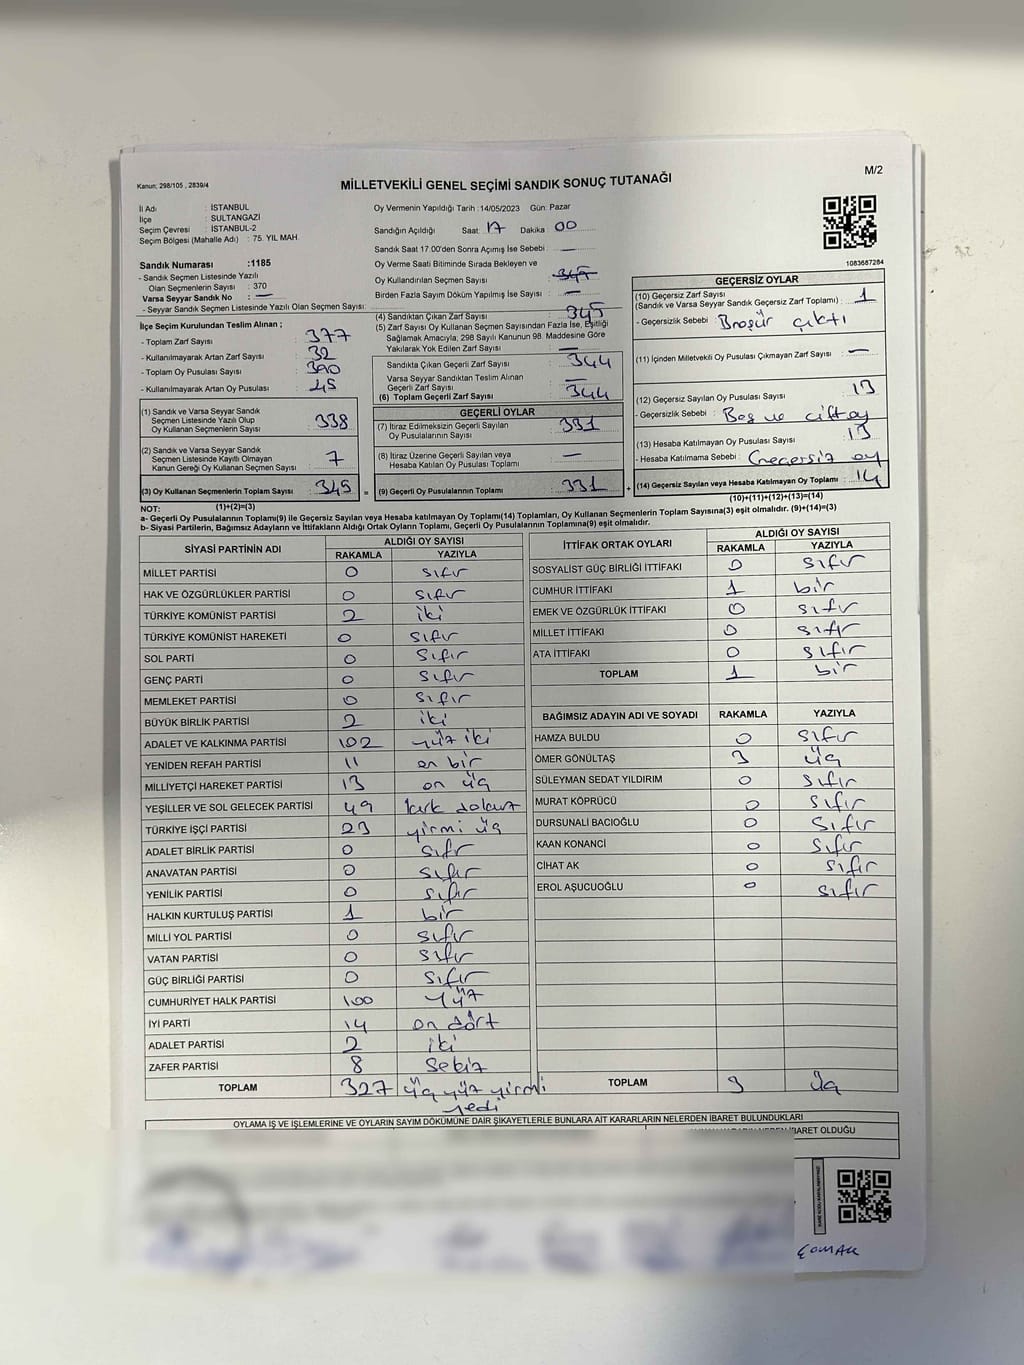 Kanun; 298/105 , 2839/4
MİLLETVEKİLİ GENEL SEÇİMİ SANDIK SONUÇ TUTANAĞI
M/2
İl Adı : İSTANBUL
İlçe : SULTANGAZİ
Seçim Çevresi : İSTANBUL-2
Seçim Bölgesi (Mahalle Adı) : 75. YIL MAH.
Sandık Numarası :1185
- Sandık Seçmen Listesinde Yazılı
Olan Seçmenlerin Sayısı : 370
Varsa Seyyar Sandık No : —
- Seyyar Sandık Seçmen Listesinde Yazılı Olan Seçmen Sayısı:
Oy Vermenin Yapıldığı Tarih :14/05/2023 Gün: Pazar
Sandığın Açıldığı Saat: 17 Dakika 00
Sandık Saat 17.00'den Sonra Açımış İse Sebebi : —
Oy Verme Saati Bitiminde Sırada Bekleyen ve
Oy Kullandırılan Seçmen Sayısı :
Birden Fazla Sayım Döküm Yapılmış İse Sayısı : —
1083687284
İlçe Seçim Kurulundan Teslim Alınan ;
- Toplam Zarf Sayısı : 377
- Kullanılmayarak Artan Zarf Sayısı : 32
- Toplam Oy Pusulası Sayısı : 390
- Kullanılmayarak Artan Oy Pusulası : 45
(1) Sandık ve Varsa Seyyar Sandık
Seçmen Listesinde Yazılı Olup
Oy Kullanan Seçmenlerin Sayısı : 338
(2) Sandık ve Varsa Seyyar Sandık
Seçmen Listesinde Kayıtlı Olmayan
Kanun Gereği Oy Kullanan Seçmen Sayısı : 7
(3) Oy Kullanan Seçmenlerin Toplam Sayısı : 345 =
(4) Sandıktan Çıkan Zarf Sayısı : 345
(5) Zarf Sayısı Oy Kullanan Seçmen Sayısından Fazla İse, Eşitliği
Sağlamak Amacıyla; 298 Sayılı Kanunun 98. Maddesine Göre
Yakılarak Yok Edilen Zarf Sayısı : —
Sandıkta Çıkan Geçerli Zarf Sayısı : 344
Varsa Seyyar Sandıktan Teslim Alınan
Geçerli Zarf Sayısı : —
(6) Toplam Geçerli Zarf Sayısı : 344
GEÇERLİ OYLAR
(7) İtiraz Edilmeksizin Geçerli Sayılan
Oy Pusulalarının Sayısı : 331
(8) İtiraz Üzerine Geçerli Sayılan veya
Hesaba Katılan Oy Pusulası Toplamı : —
(9) Geçerli Oy Pusulalarının Toplamı : 331 +
GEÇERSİZ OYLAR
(10) Geçersiz Zarf Sayısı
(Sandık ve Varsa Seyyar Sandık Geçersiz Zarf Toplamı) : 1
- Geçersizlik Sebebi : Broşür çıktı
(11) İçinden Milletvekili Oy Pusulası Çıkmayan Zarf Sayısı : —
(12) Geçersiz Sayılan Oy Pusulası Sayısı : 13
- Geçersizlik Sebebi : Boş ve çift oy
(13) Hesaba Katılmayan Oy Pusulası Sayısı : 13
- Hesaba Katılmama Sebebi : Geçersiz oy
(14) Geçersiz Sayılan veya Hesaba Katılmayan Oy Toplamı : 14
NOT: (1)+(2)=(3) (10)+(11)+(12)+(13)=(14)
a- Geçerli Oy Pusulaları Toplamı(9) ile Geçersiz Sayılan veya Hesaba Katılmayan Oy Toplamı(14) Toplamları, Oy Kullanan Seçmenlerin Toplam Sayısına(3) eşit olmalıdır. (9)+(14)=(3)
b- Siyasi Partilerin, Bağımsız Adayların ve İttifakların Aldığı Ortak Oyların Toplamı, Geçerli Oy Pusulalarının Toplamına(9) eşit olmalıdır.
SİYASİ PARTİNİN ADI ALDIĞI OY SAYISI
RAKAMLA YAZIYLA
MİLLET PARTİSİ 0 sıfır
HAK VE ÖZGÜRLÜKLER PARTİSİ 0 sıfır
TÜRKİYE KOMÜNİST PARTİSİ 2 iki
TÜRKİYE KOMÜNİST HAREKETİ 0 sıfır
SOL PARTİ 0 sıfır
GENÇ PARTİ 0 sıfır
MEMLEKET PARTİSİ 0 sıfır
BÜYÜK BİRLİK PARTİSİ 2 iki
ADALET VE KALKINMA PARTİSİ 102 yüz iki
YENİDEN REFAH PARTİSİ 11 on bir
MİLLİYETÇİ HAREKET PARTİSİ 13 on üç
YEŞİLLER VE SOL GELECEK PARTİSİ 49 kırk dokuz
TÜRKİYE İŞÇİ PARTİSİ 23 yirmi üç
ADALET BİRLİK PARTİSİ 0 sıfır
ANAVATAN PARTİSİ 0 sıfır
YENİLİK PARTİSİ 0 sıfır
HALKIN KURTULUŞ PARTİSİ 1 bir
MİLLİ YOL PARTİSİ 0 sıfır
VATAN PARTİSİ 0 sıfır
GÜÇ BİRLİĞİ PARTİSİ 0 sıfır
CUMHURİYET HALK PARTİSİ 100 yüz
İYİ PARTİ 14 on dört
ADALET PARTİSİ 2 iki
ZAFER PARTİSİ 8 sekiz
TOPLAM 327 üç yüz yirmi
yedi
İTTİFAK ORTAK OYLARI ALDIĞI OY SAYISI
RAKAMLA YAZIYLA
SOSYALİST GÜÇ BİRLİĞİ İTTİFAKI 0 sıfır
CUMHUR İTTİFAKI 1 bir
EMEK VE ÖZGÜRLÜK İTTİFAKI 0 sıfır
MİLLET İTTİFAKI 0 sıfır
ATA İTTİFAKI 0 sıfır
TOPLAM 1 bir
BAĞIMSIZ ADAYIN ADI VE SOYADI RAKAMLA YAZIYLA
HAMZA BULDU 0 sıfır
ÖMER GÖNÜLTAŞ 3 üç
SÜLEYMAN SEDAT YILDIRIM 0 sıfır
MURAT KÖPRÜCÜ 0 sıfır
DURSUNALİ BACIOĞLU 0 sıfır
KAAN KONANCİ 0 sıfır
CİHAT AK 0 sıfır
EROL AŞUCUOĞLU 0 sıfır
TOPLAM 3 üç
OYLAMA İŞ VE İŞLEMLERİNE VE OYLARIN SAYIM DÖKÜMÜNE DAİR ŞİKAYETLERLE BUNLARA AİT KARARLARIN NELERDEN İBARET BULUNDUKLARI
İBARET OLDUĞU